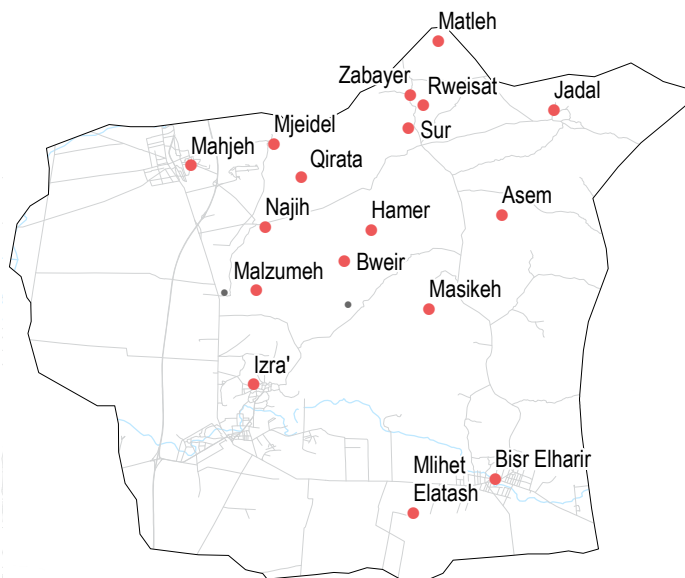 Matleh
Zabayer
Rweisat
Jadal
Sur
Mjeidel
Mahjeh
Qirata
Asem
Najih
Hamer
Bweir
Malzumeh
Masikeh
Izra'
Mlihet
Elatash
Bisr Elharir